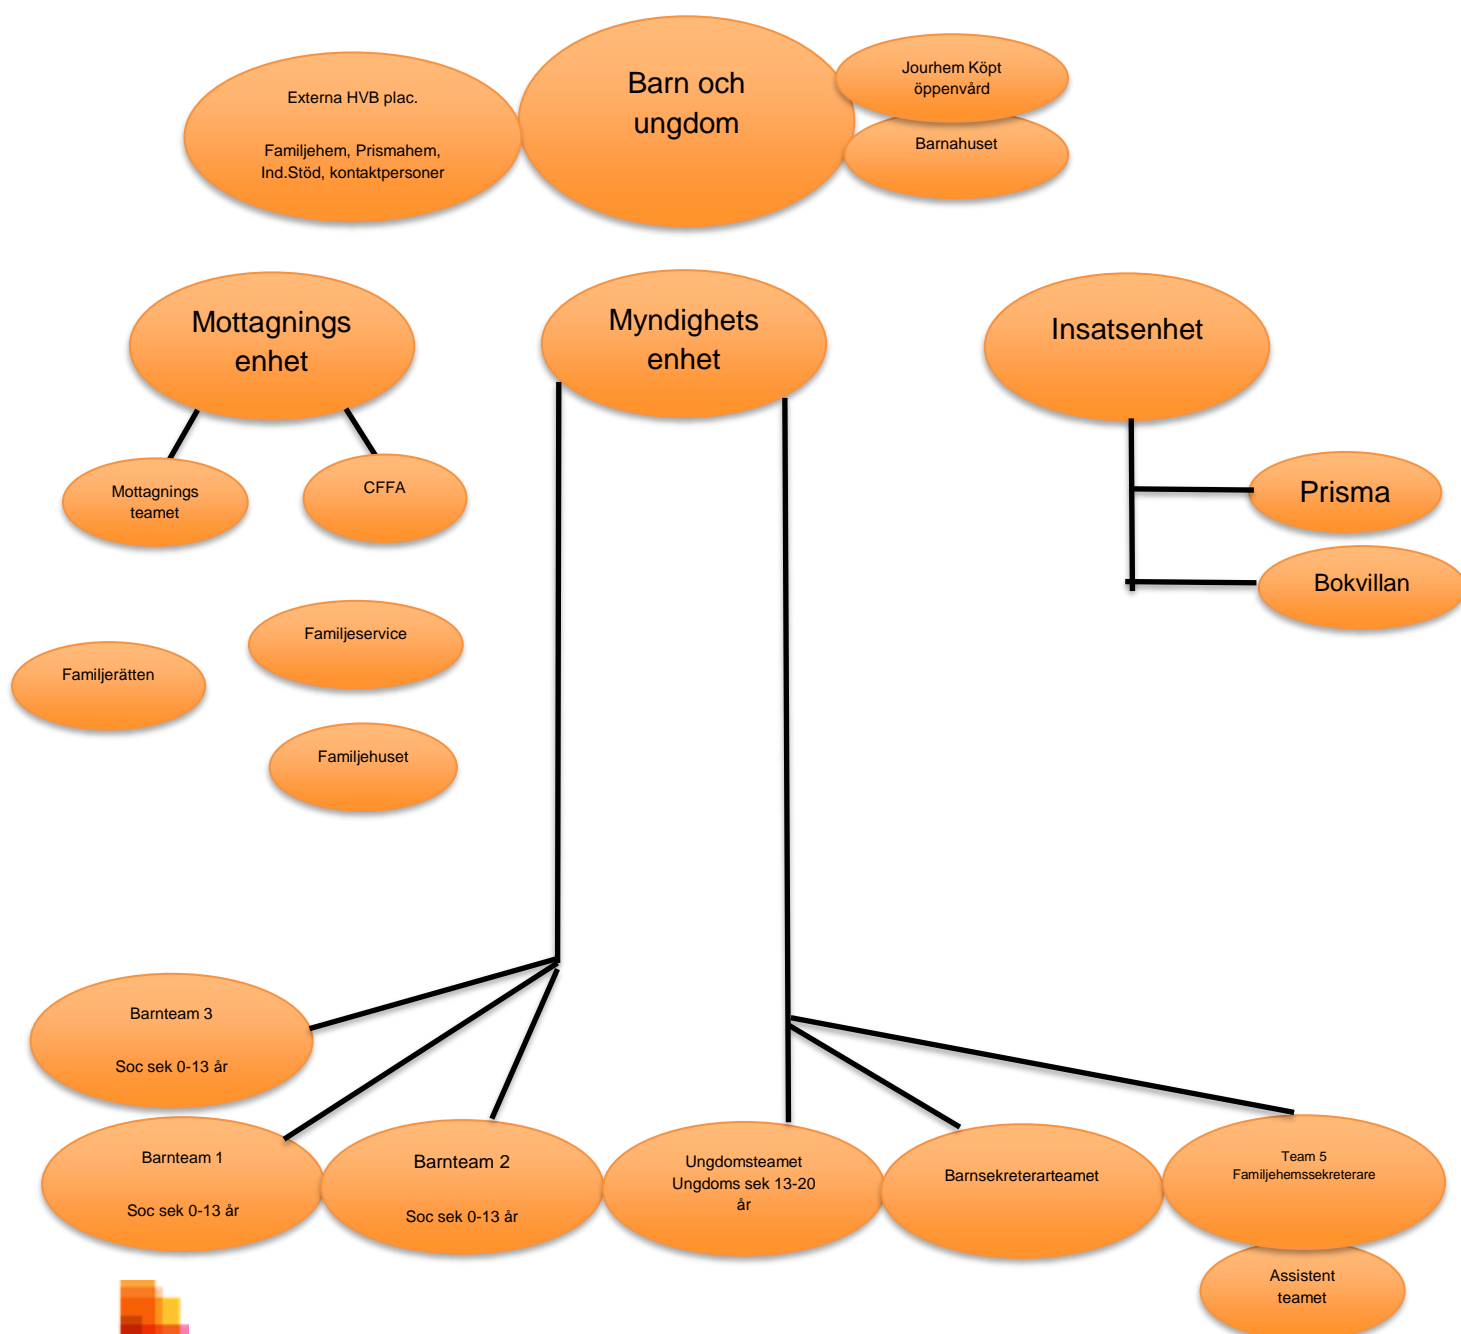 Externa HVB plac.
Familjehem, Prismahem,
Ind.Stöd, kontaktpersoner
Barn och
ungdom
Jourhem Köpt
öppenvård
Barnahuset
Mottagnings
enhet
Myndighets
enhet
Insatsenhet
Mottagnings
teamet
CFFA
Prisma
Bokvillan
Familjeservice
Familjerätten
Familjehuset
Barnteam 3
Soc sek 0-13 år
Barnteam 1
Soc sek 0-13 år
Barnteam 2
Soc sek 0-13 år
Ungdomsteamet
Ungdoms sek 13-20
år
Barnsekreterarteamet
Team 5
Familjehemssekreterare
Assistent
teamet